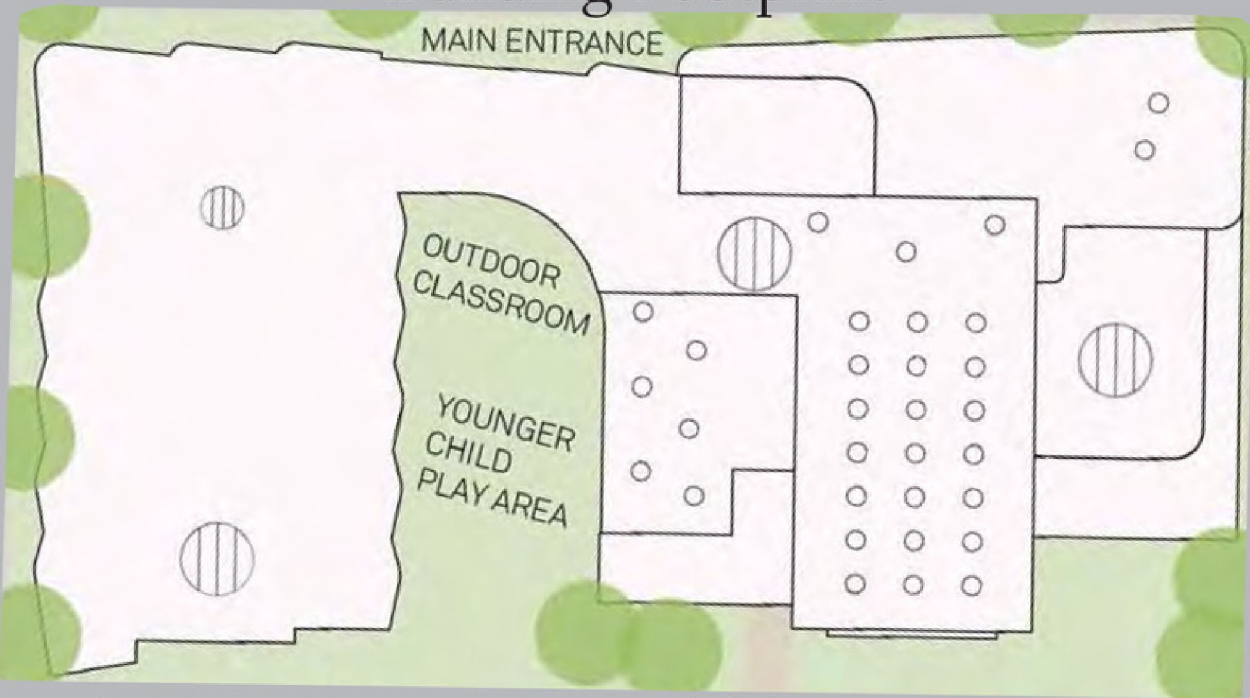 MAIN ENTRANCE
OUTDOOR
CLASSROOM
YOUNGER
CHILD
PLAY AREA